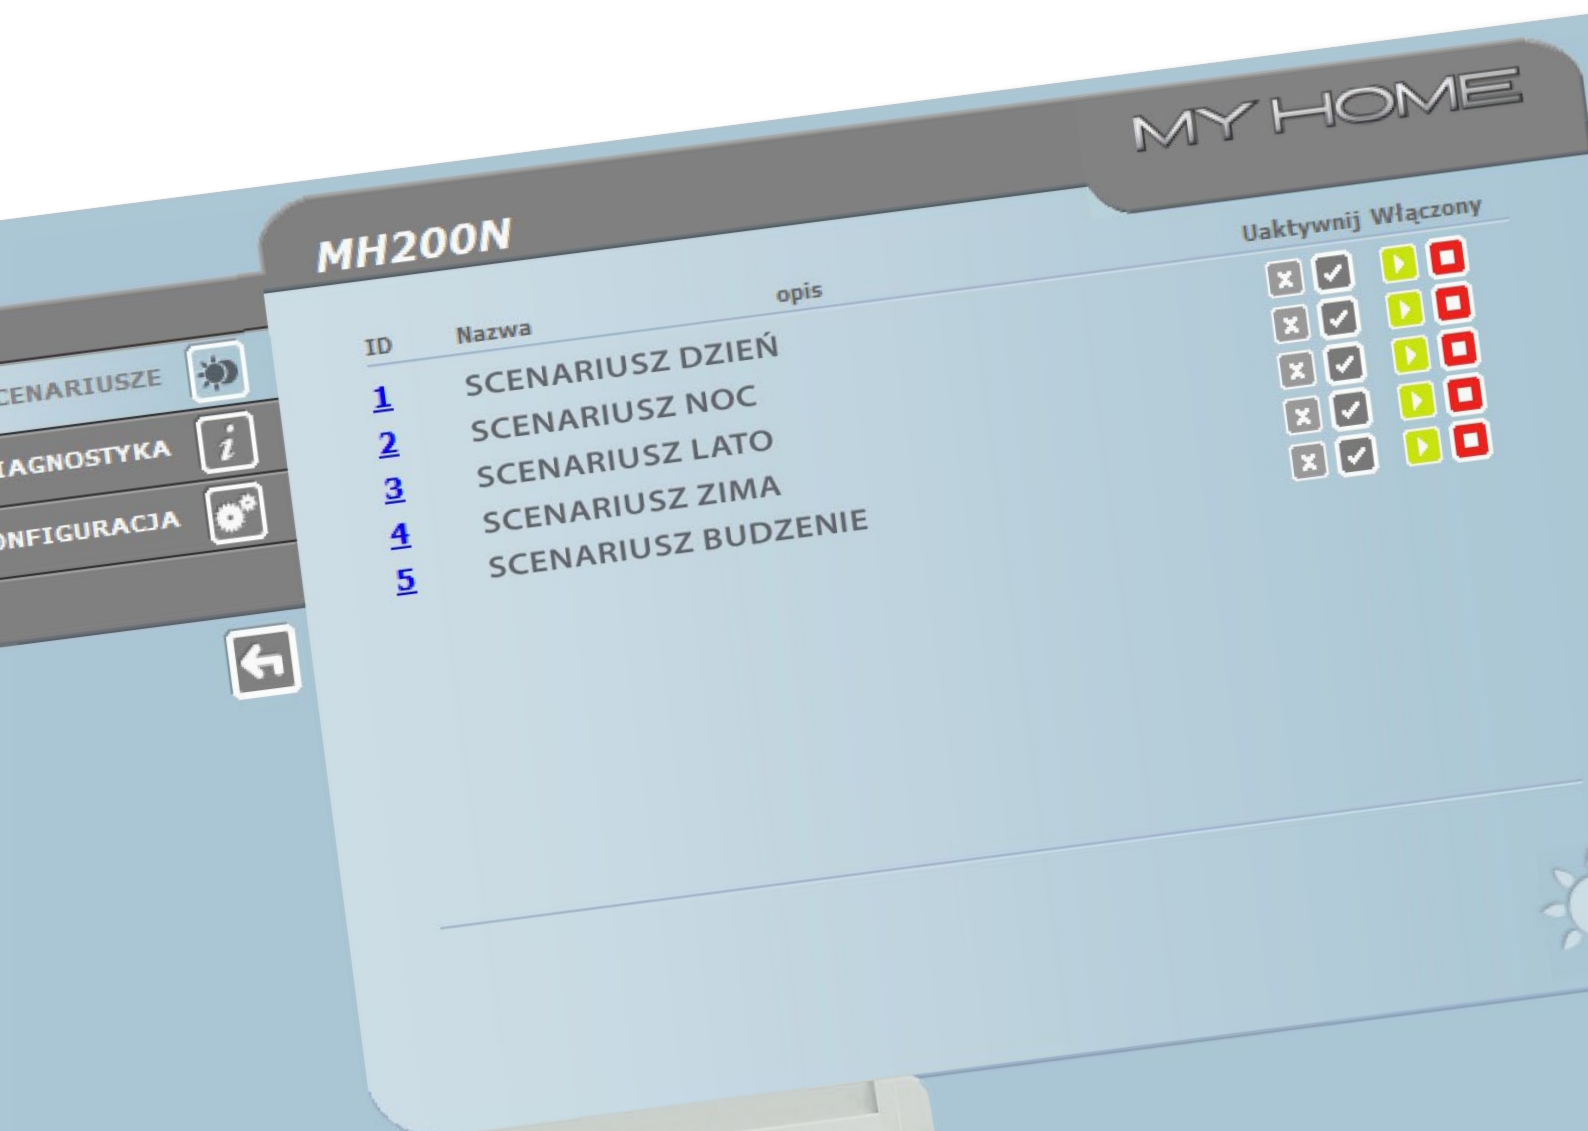 MY HOME
MH200N
ID Nazwa opis Uaktywnij Włączony
1 SCENARIUSZ DZIEŃ
2 SCENARIUSZ NOC
3 SCENARIUSZ LATO
4 SCENARIUSZ ZIMA
5 SCENARIUSZ BUDZENIE
CENARIUSZE
IAGNOSTYKA
ONFIGURACJA